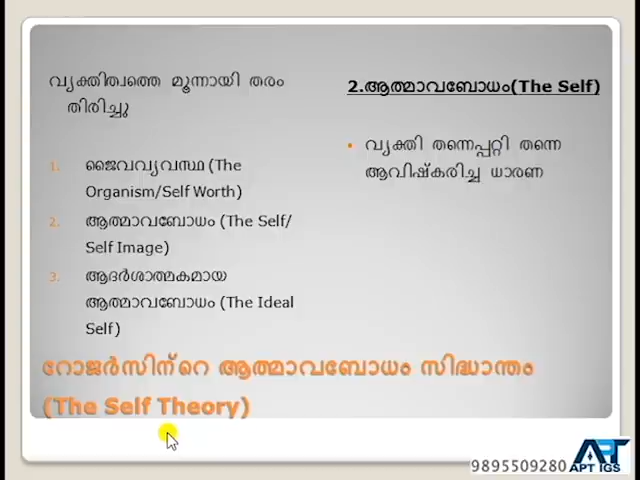 വ്യക്തിത്വത്തെ മൂന്നായി തരം
തിരിച്ചു
1. ജൈവവ്യവസ്ഥ (The
Organism/Self Worth)
2. ആത്മാവബോധം (The Self/
Self Image)
3. ആദർശാത്മകമായ
ആത്മാവബോധം (The Ideal
Self)
2.ആത്മാവബോധം(The Self)
• വ്യക്തി തന്നെപ്പറ്റി തന്നെ
ആവിഷ്കരിച്ച ധാരണ
റോജർസിന്റെ ആത്മാവബോധം സിദ്ധാന്തം
(The Self Theory)
9895509280
APT IGS